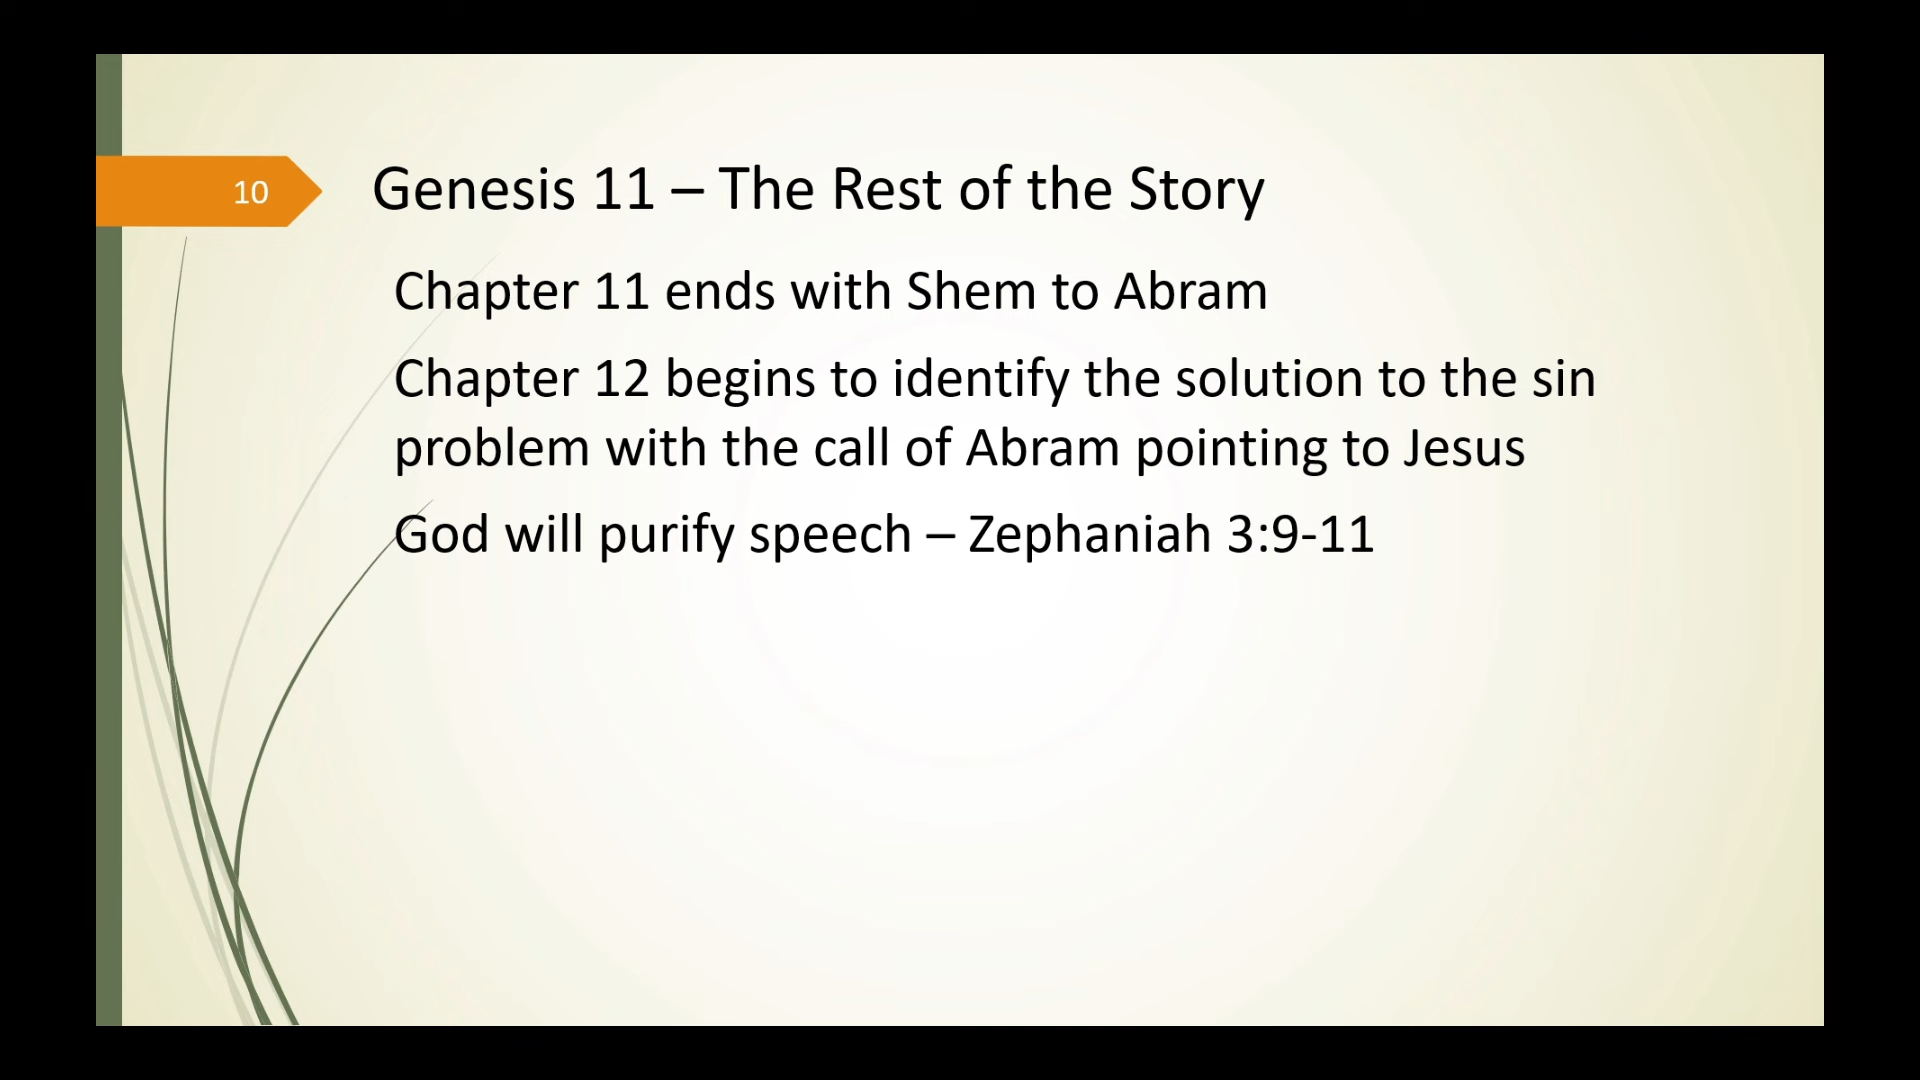 10
Genesis 11 – The Rest of the Story
Chapter 11 ends with Shem to Abram
Chapter 12 begins to identify the solution to the sin
problem with the call of Abram pointing to Jesus
God will purify speech – Zephaniah 3:9-11